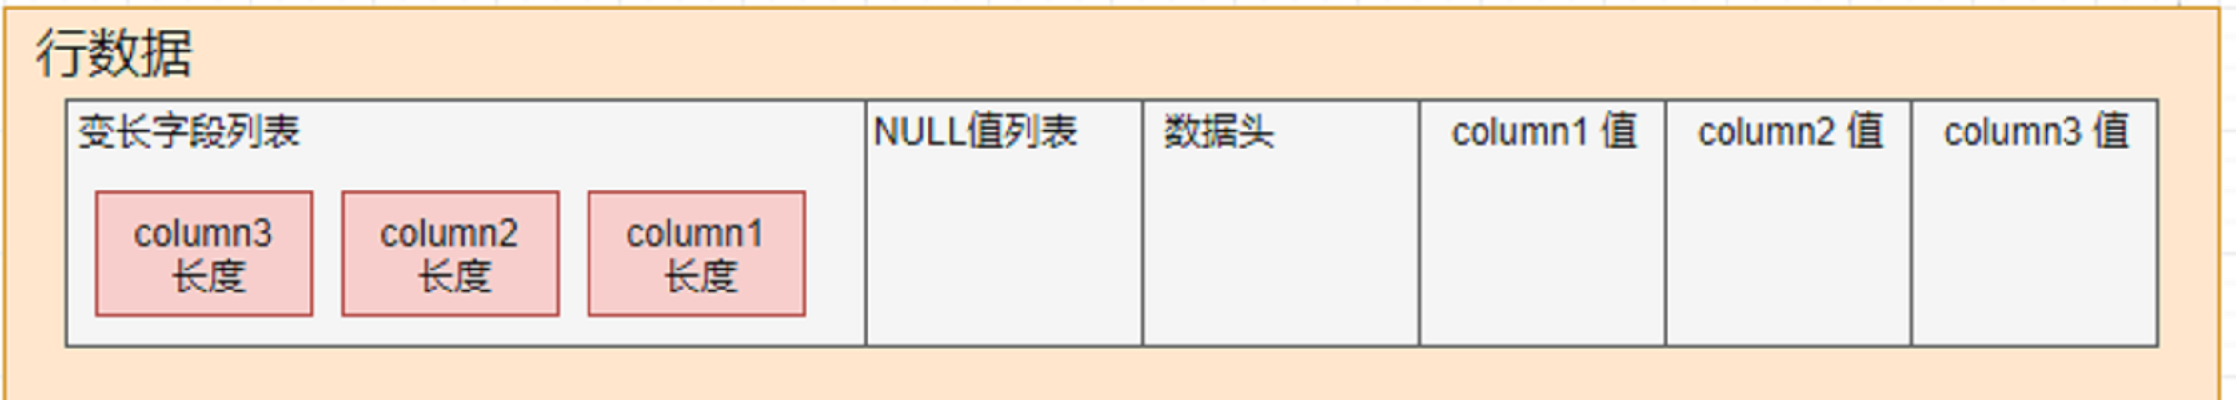 行数据
变长字段列表
NULL值列表
数据头
column1 值
column2 值
column3 值
column3
长度
column2
长度
column1
长度